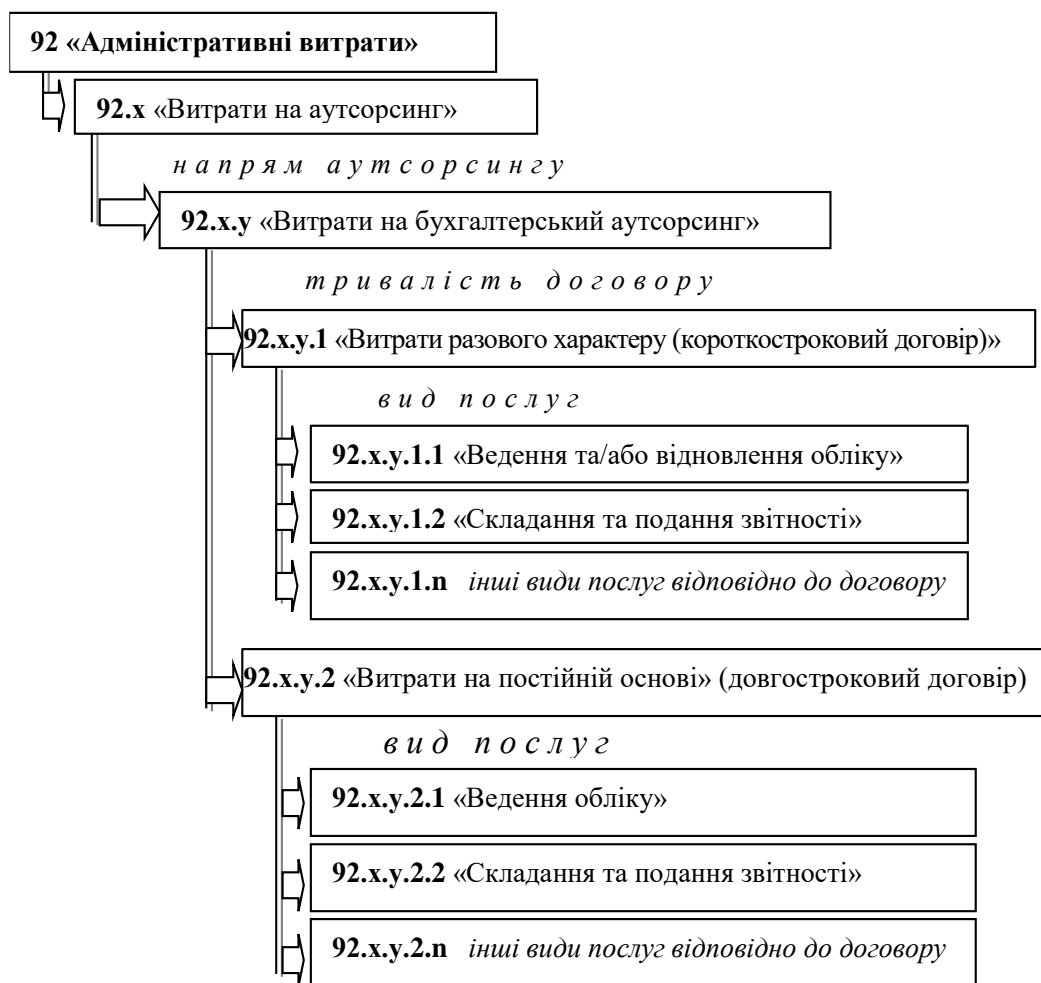 92 «Адміністративні витрати»
92.x «Витрати на аутсорсинг»
напрям аутсорсингу
92.x.y «Витрати на бухгалтерський аутсорсинг»
тривалість договору
92.x.y.1 «Витрати разового характеру (короткостроковий договір)»
вид послуг
92.x.y.1.1 «Ведення та/або відновлення обліку»
92.x.y.1.2 «Складання та подання звітності»
92.x.y.1.n інші види послуг відповідно до договору
92.x.y.2 «Витрати на постійній основі» (довгостроковий договір)
вид послуг
92.x.y.2.1 «Ведення обліку»
92.x.y.2.2 «Складання та подання звітності»
92.x.y.2.n інші види послуг відповідно до договору